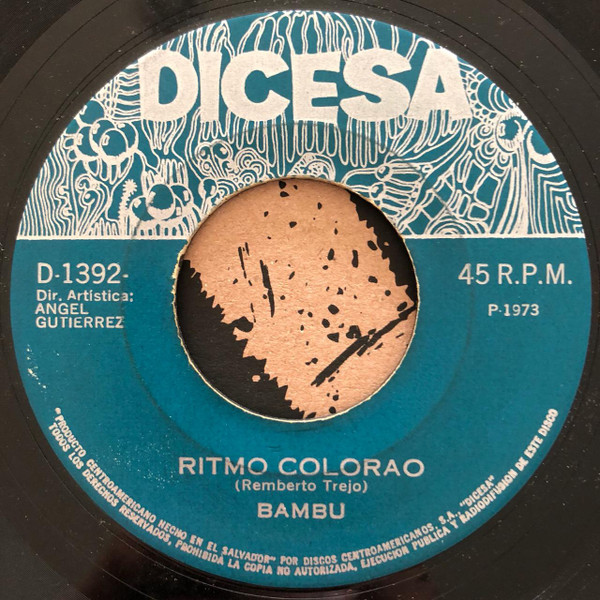 DICESA
D-1392-
Dir. Artística;
ANGEL
GUTIERREZ
45 R.P.M.
P-1973
RITMO COLORAO
(Remberto Trejo)
BAMBU
"PRODUCTO CENTROAMERICANO HECHO EN EL SALVADOR" POR DISCOS CENTROAMERICANOS, S.A., "DICESA"
TODOS LOS DERECHOS RESERVADOS, PROHIBIDA LA COPIA NO AUTORIZADA, EJECUCION PUBLICA Y RADIODIFUSION DE ESTE DISCO